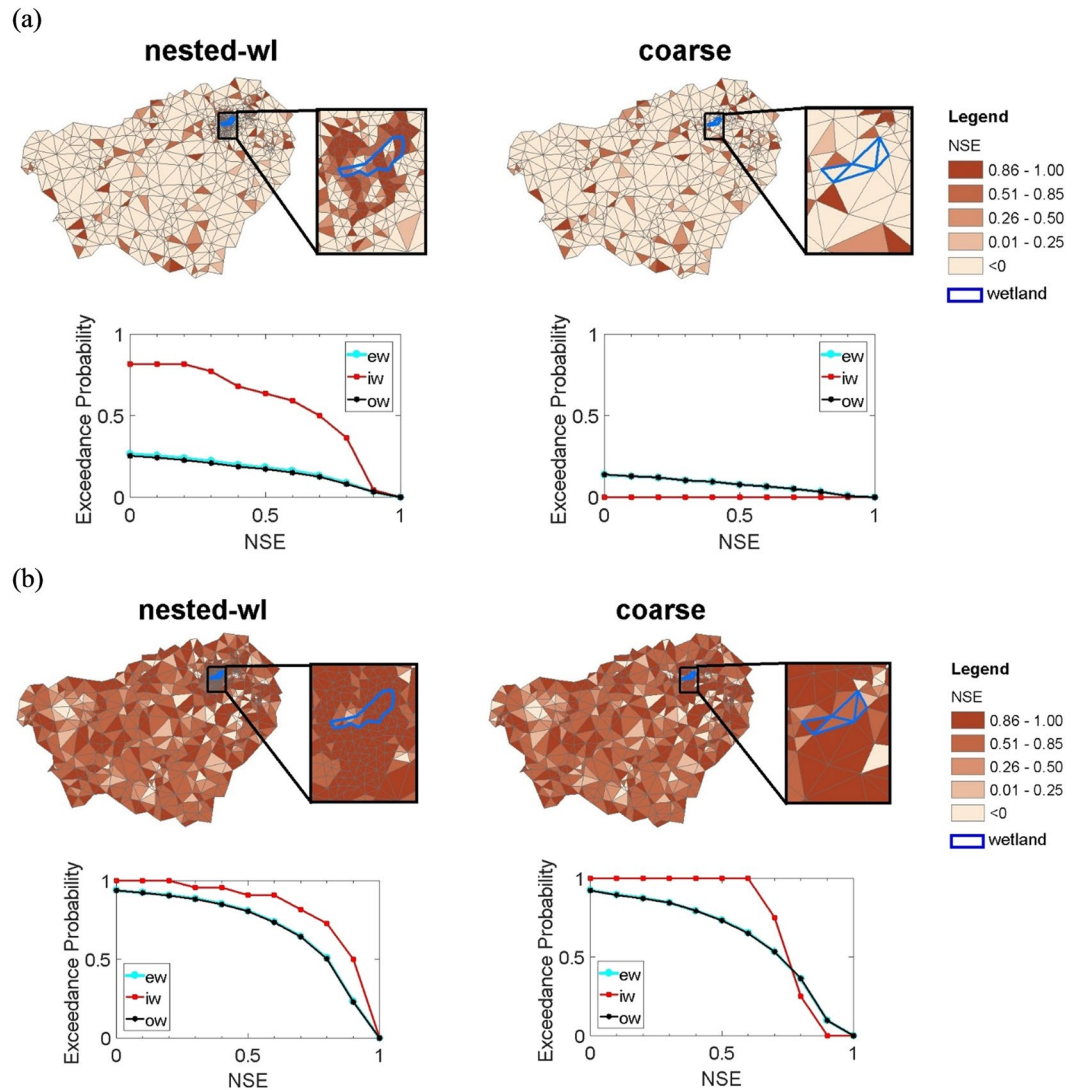 (a)
nested-wl
coarse
Legend
NSE
0.86 - 1.00
0.51 - 0.85
0.26 - 0.50
0.01 - 0.25
<0
wetland
Exceedance Probability
1
0.5
0
0
0.5
1
NSE
ew
iw
ow
Exceedance Probability
1
0.5
0
0
0.5
1
NSE
ew
iw
ow
(b)
nested-wl
coarse
Legend
NSE
0.86 - 1.00
0.51 - 0.85
0.26 - 0.50
0.01 - 0.25
<0
wetland
Exceedance Probability
1
0.5
0
0
0.5
1
NSE
ew
iw
ow
Exceedance Probability
1
0.5
0
0
0.5
1
NSE
ew
iw
ow